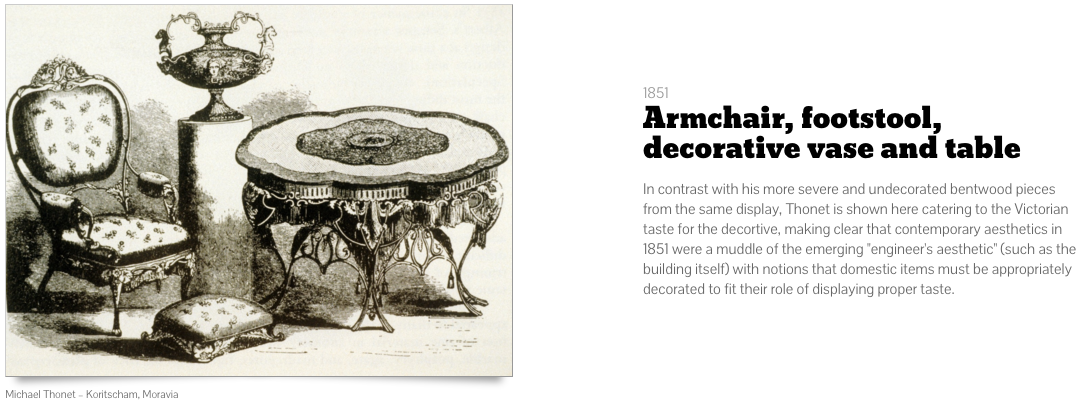 1851
Armchair, footstool,
decorative vase and table
In contrast with his more severe and undecorated bentwood pieces
from the same display, Thonet is shown here catering to the Victorian
taste for the decortive, making clear that contemporary aesthetics in
1851 were a muddle of the emerging "engineer's aesthetic" (such as the
building itself) with notions that domestic items must be appropriately
decorated to fit their role of displaying proper taste.
Michael Thonet – Koritscham, Moravia